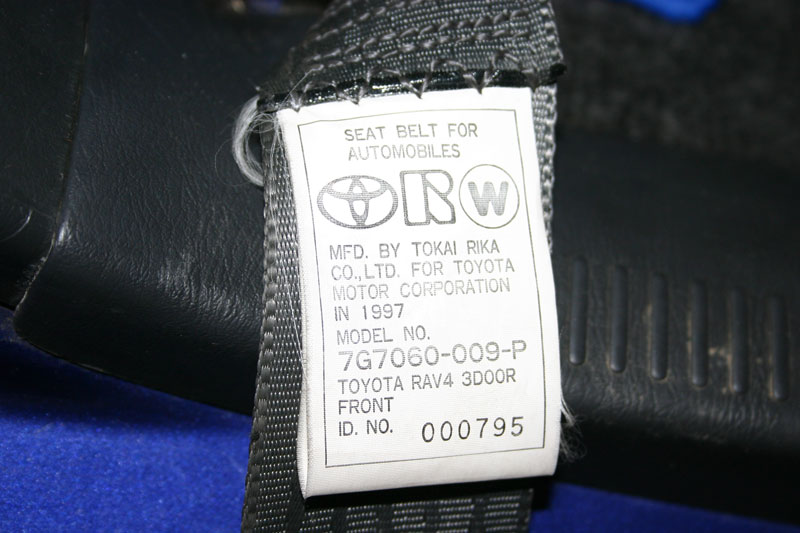 SEAT BELT FOR
AUTOMOBILES
R W
MFD. BY TOKAI RIKA
CO.,LTD. FOR TOYOTA
MOTOR CORPORATION
IN 1997
MODEL NO.
7G7060-009-P
TOYOTA RAV4 3DOOR
FRONT
ID. NO. 000795